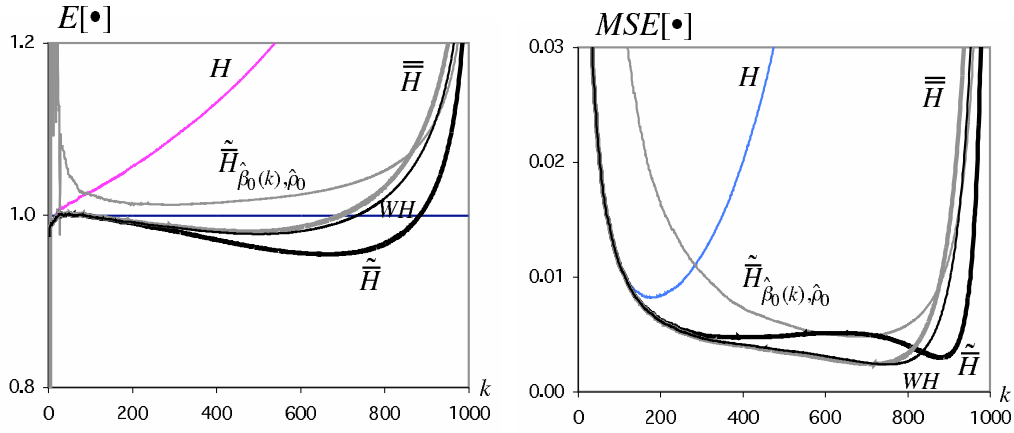 E[•]
1.2
1.0
0.8
0
200
400
600
800
1000
k
H
H̿
H̿̃ β̂₀(k), ρ̂₀
WH
H̿̃
MSE[•]
0.03
0.02
0.01
0.00
0
200
400
600
800
1000
k
H
H̿
H̿̃ β̂₀(k), ρ̂₀
WH
H̿̃